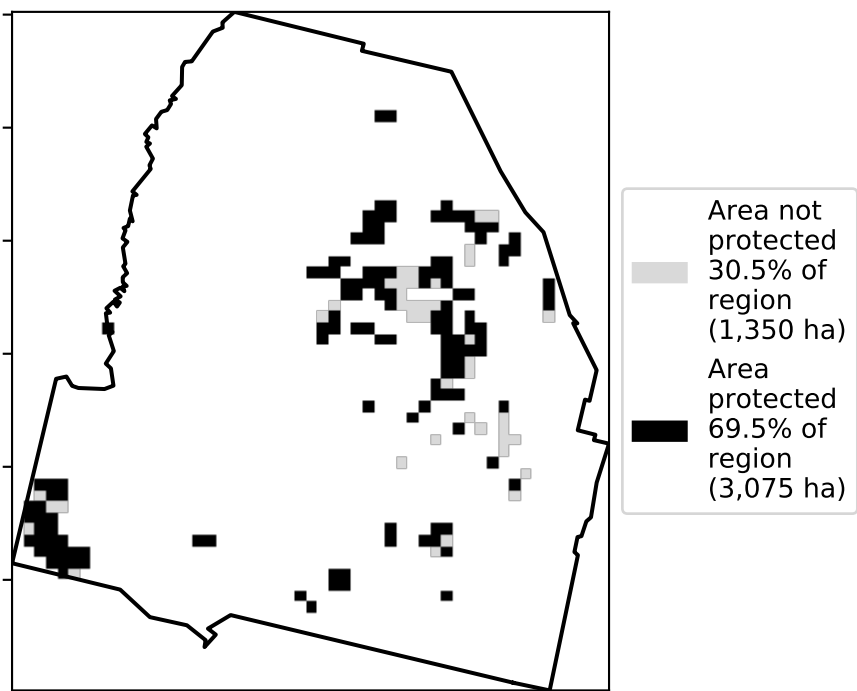 Area not
protected
30.5% of
region
(1,350 ha)
Area
protected
69.5% of
region
(3,075 ha)